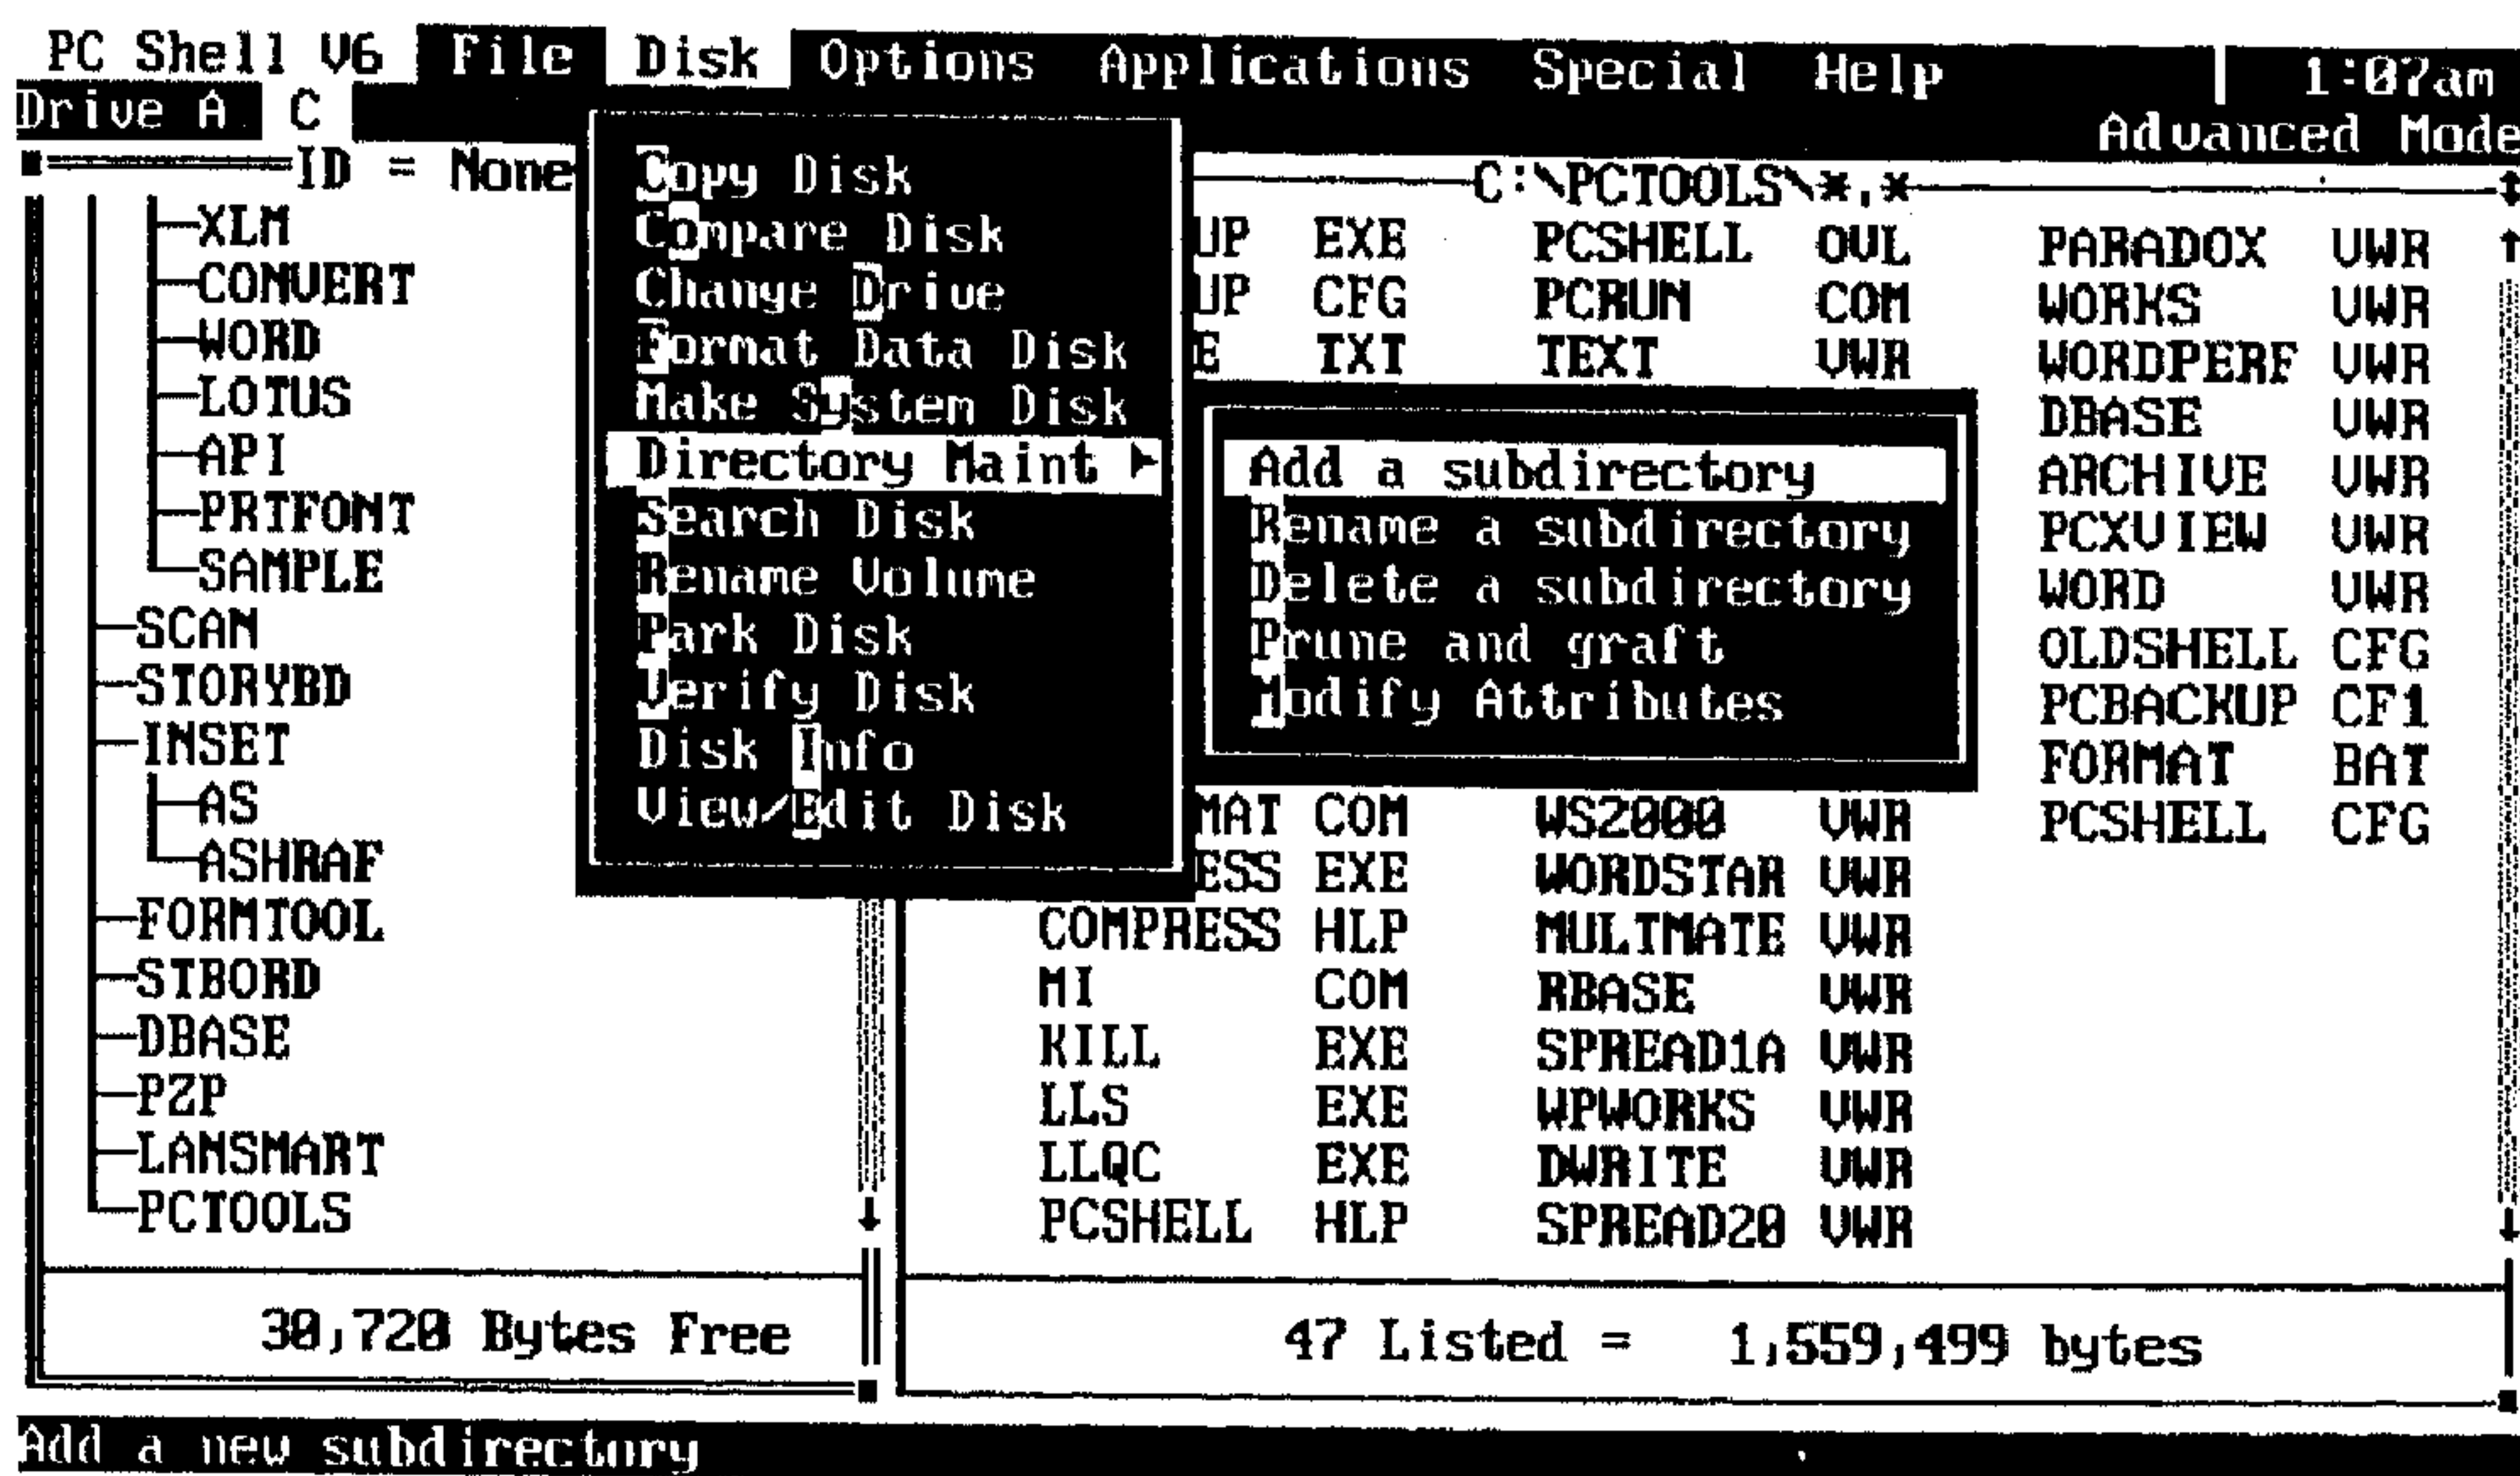 PC Shell V6 File Disk Options Applications Special Help 1:07am
Drive A C Advanced Mode
ID = None
XLM
CONVERT
WORD
LOTUS
API
PRTFONT
SAMPLE
SCAN
STORYBD
INSET
AS
ASHRAF
FORMTOOL
STBORD
DBASE
PZP
LANSMART
PCTOOLS
30,720 Bytes Free
Copy Disk
Compare Disk
Change Drive
Format Data Disk
Make System Disk
Directory Maint ►
Search Disk
Rename Volume
Park Disk
Verify Disk
Disk Info
View/Edit Disk
Add a subdirectory
Rename a subdirectory
Delete a subdirectory
Prune and graft
Modify Attributes
C:\PCTOOLS\*.*
UP EXE PCSHELL OVL PARADOX VWR
UP CFG PCRUN COM WORKS VWR
E TXT TEXT VWR WORDPERF VWR
DBASE VWR
ARCHIVE VWR
PCXVIEW VWR
WORD VWR
OLDSHELL CFG
PCBACKUP CF1
FORMAT BAT
MAT COM WS2000 VWR PCSHELL CFG
ESS EXE WORDSTAR VWR
COMPRESS HLP MULTMATE VWR
MI COM RBASE VWR
KILL EXE SPREAD1A VWR
LLS EXE WPWORKS VWR
LLQC EXE DWRITE VWR
PCSHELL HLP SPREAD20 VWR
47 Listed = 1,559,499 bytes
Add a new subdirectory